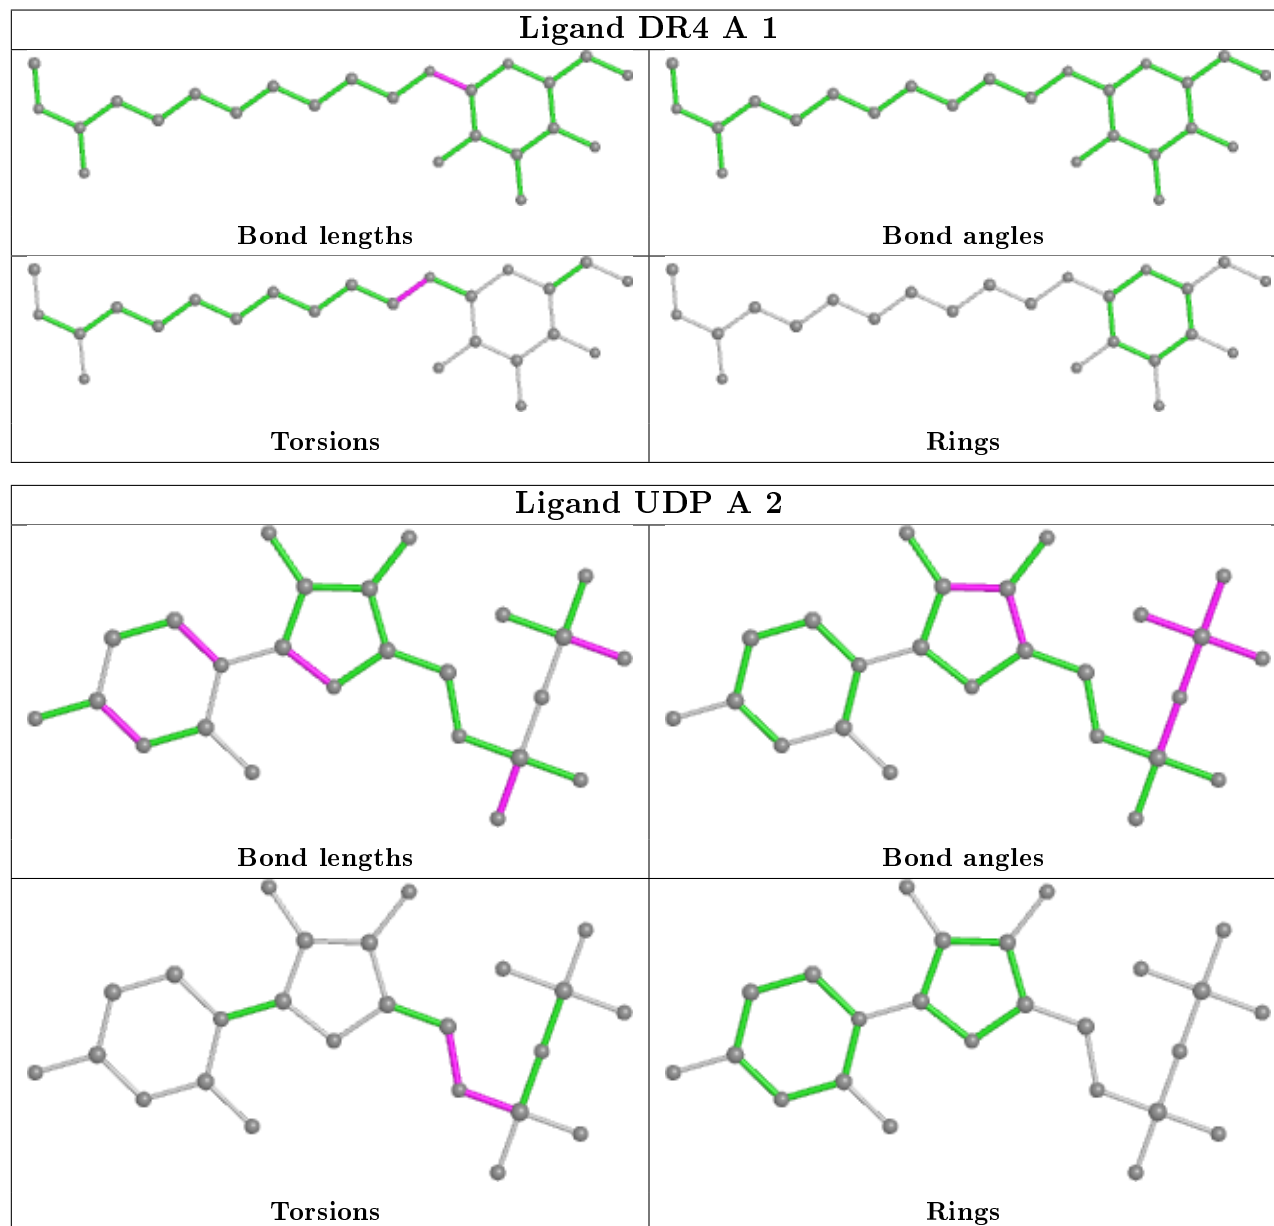 Ligand DR4 A 1
Bond lengths
Bond angles
Torsions
Rings
Ligand UDP A 2
Bond lengths
Bond angles
Torsions
Rings